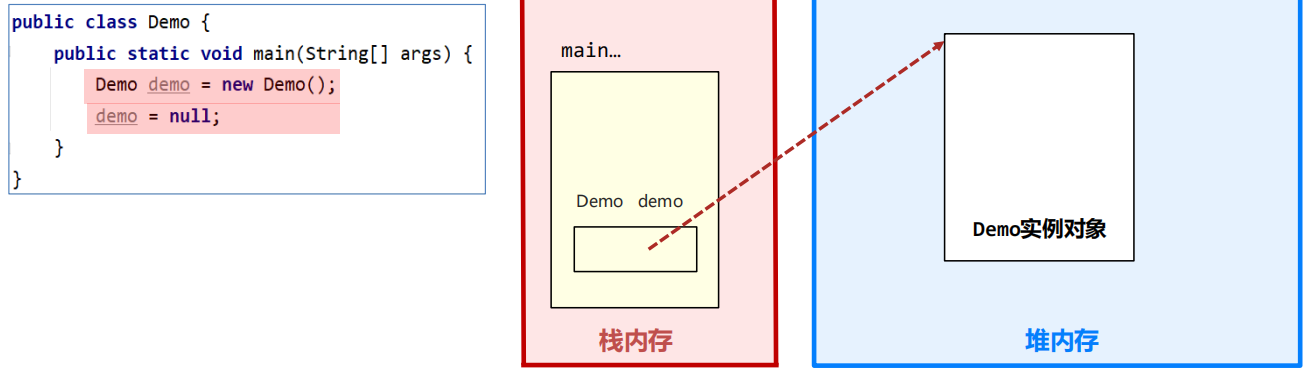 public class Demo {
    public static void main(String[] args) {
        Demo demo = new Demo();
        demo = null;
    }
}
main…
Demo demo
栈内存
Demo实例对象
堆内存